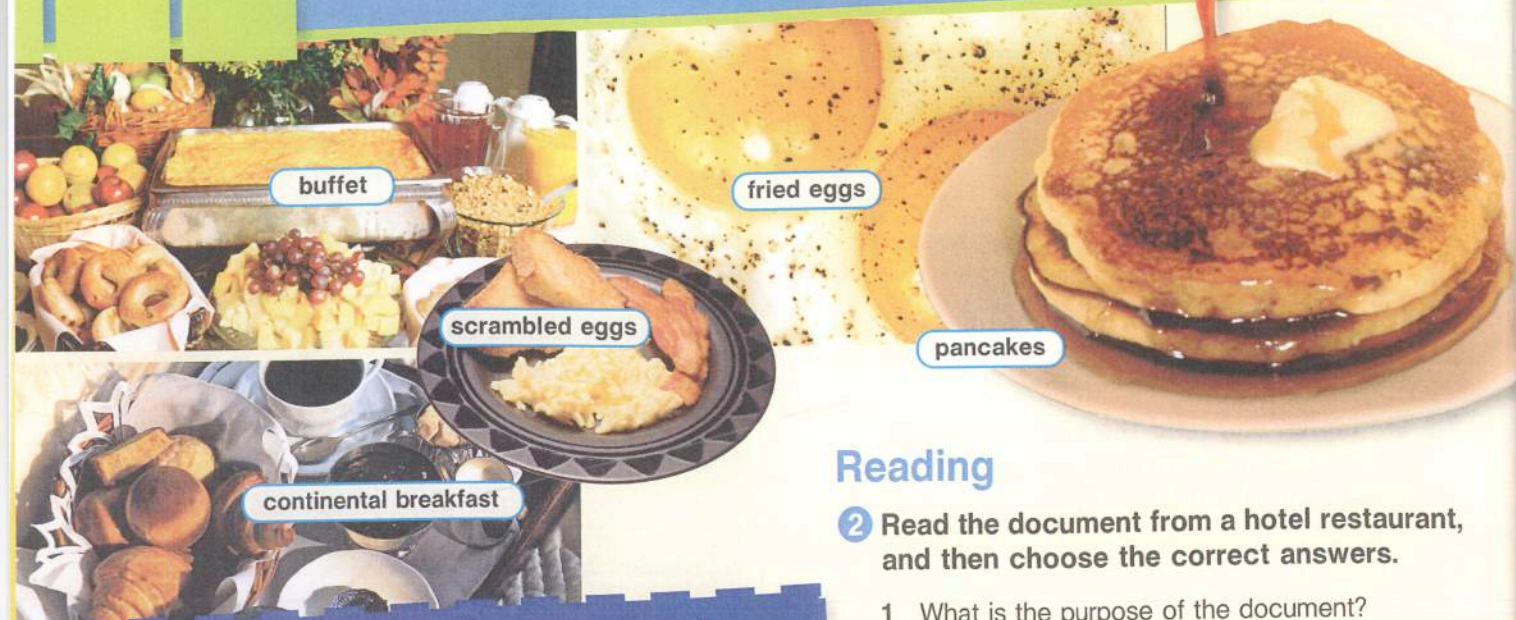 buffet
fried eggs
scrambled eggs
pancakes
continental breakfast
Reading
2 Read the document from a hotel restaurant,
and then choose the correct answers.
1 What is the purpose of the document?